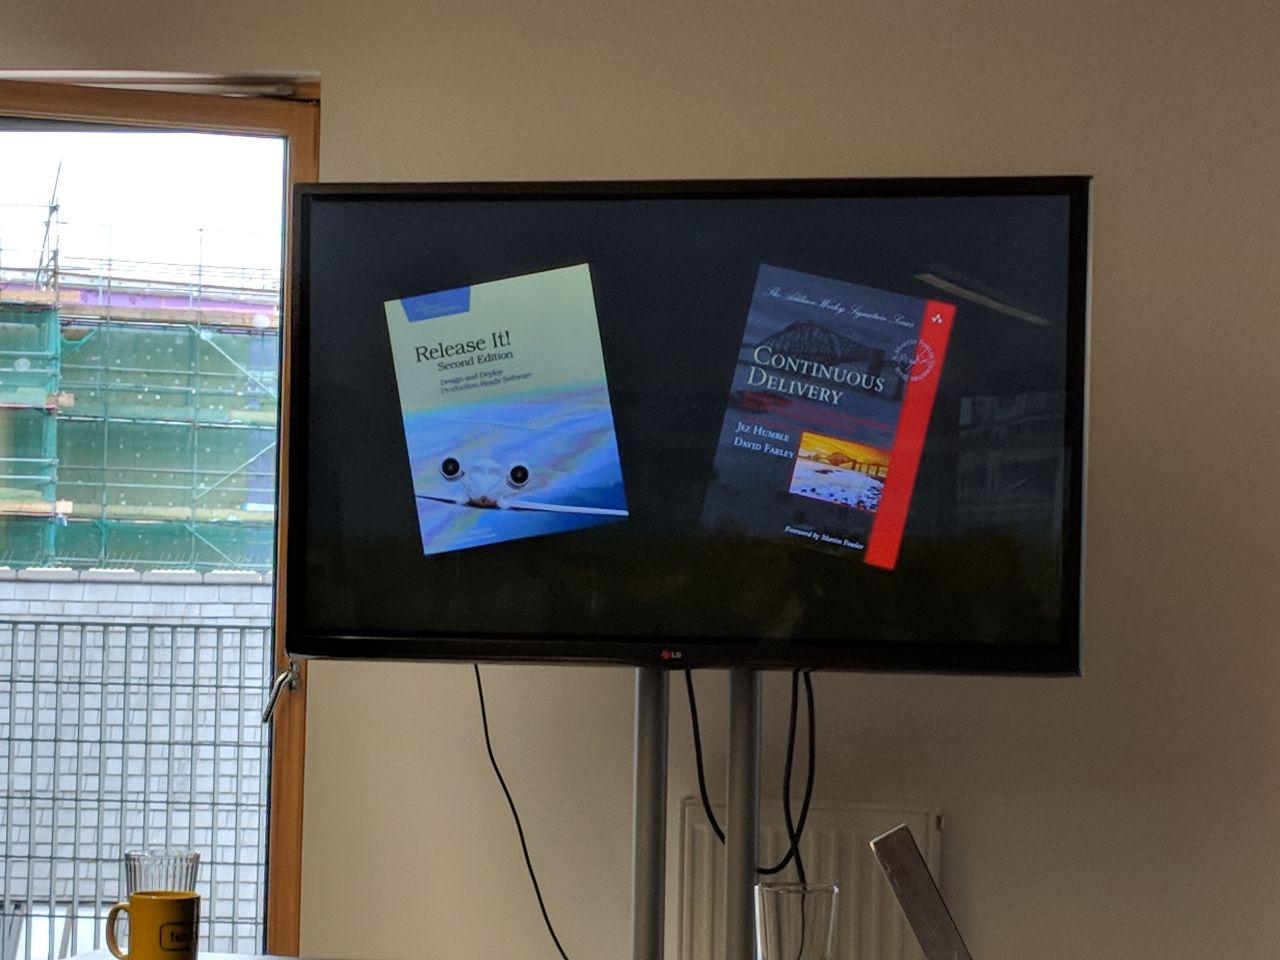 Release It!
Second Edition
Design and Deploy
Production-Ready Software
The Addison Wesley Signature Series
CONTINUOUS
DELIVERY
JEZ HUMBLE
DAVID FARLEY
Foreword by Martin Fowler
LG